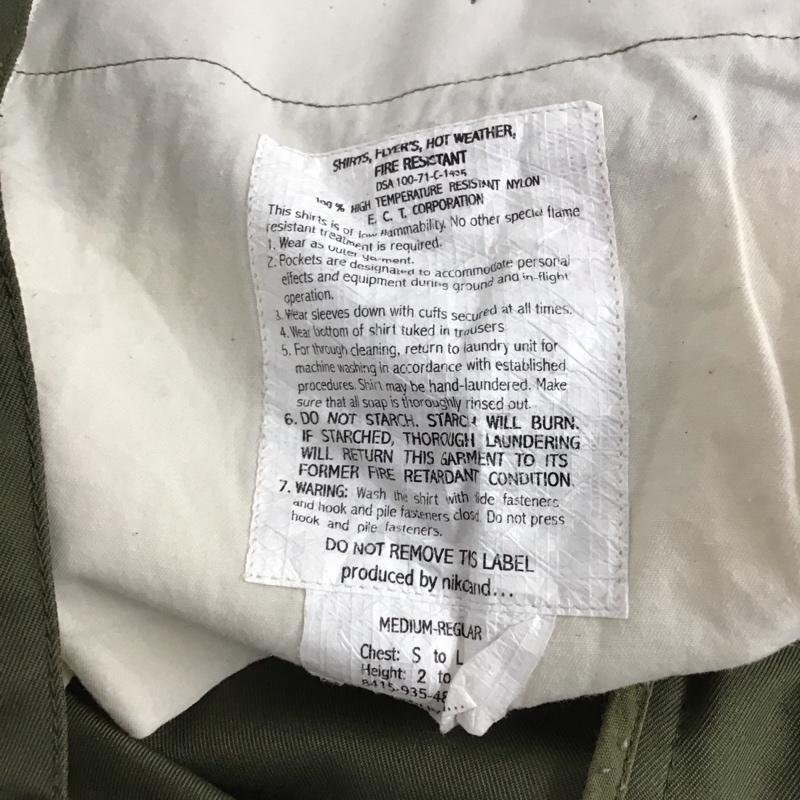 SHIRTS, FLYER'S, HOT WEATHER,
FIRE RESISTANT
DSA 100-71-C-1435
100 % HIGH TEMPERATURE RESISTANT NYLON
E. C. T. CORPORATION
This shirts is of low flammability. No other special flame
resistant treatment is required.
1. Wear as outer garment.
2. Pockets are designated to accommodate personal
effects and equipment during ground and in-flight
operation.
3. Wear sleeves down with cuffs secured at all times.
4. Wear bottom of shirt tuked in trousers
5. For through cleaning, return to laundry unit for
machine washing in accordance with established
procedures. Shirt may be hand-laundered. Make
sure that all soap is thoroughly rinsed out.
6. DO NOT STARCH. STARCH WILL BURN.
IF STARCHED, THOROUGH LAUNDERING
WILL RETURN THIS GARMENT TO ITS
FORMER FIRE RETARDANT CONDITION.
7. WARING: Wash the shirt with lide fasteners
and hook and pile fasteners closd. Do not press
hook and pile fasteners.
DO NOT REMOVE TIS LABEL
produced by nikoand...
MEDIUM-REGLAR
Chest: S to L
Height: 2 to
8415-935-48